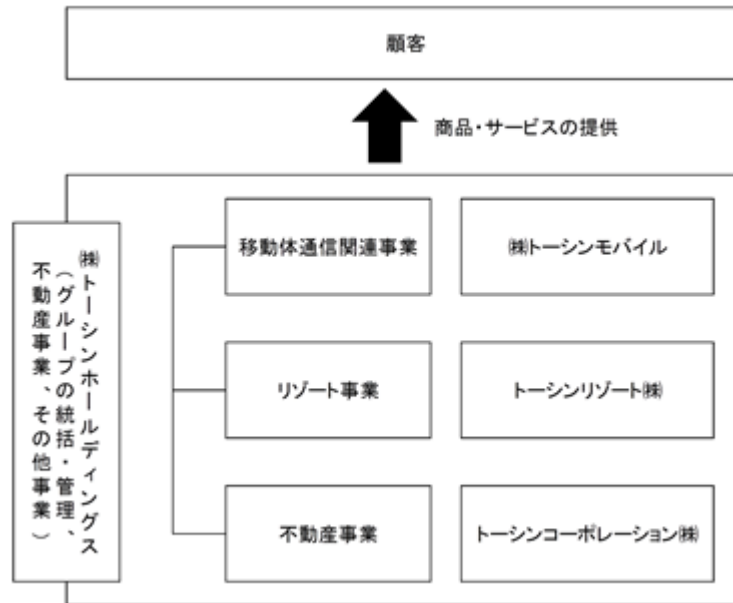 顧客
商品・サービスの提供
㈱トーシンホールディングス
（グループの統括・管理、
不動産事業、その他事業）
移動体通信関連事業
㈱トーシンモバイル
リゾート事業
トーシンリゾート㈱
不動産事業
トーシンコーポレーション㈱